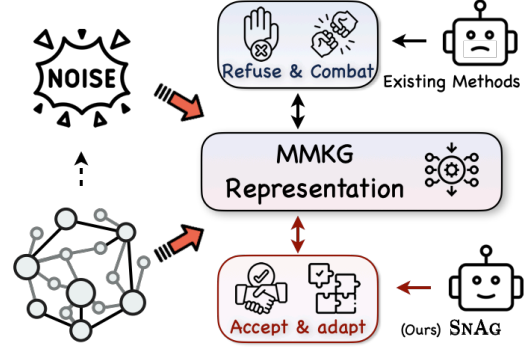 NOISE
Refuse & Combat
Existing Methods
MMKG
Representation
Accept & adapt
(Ours) SNAG